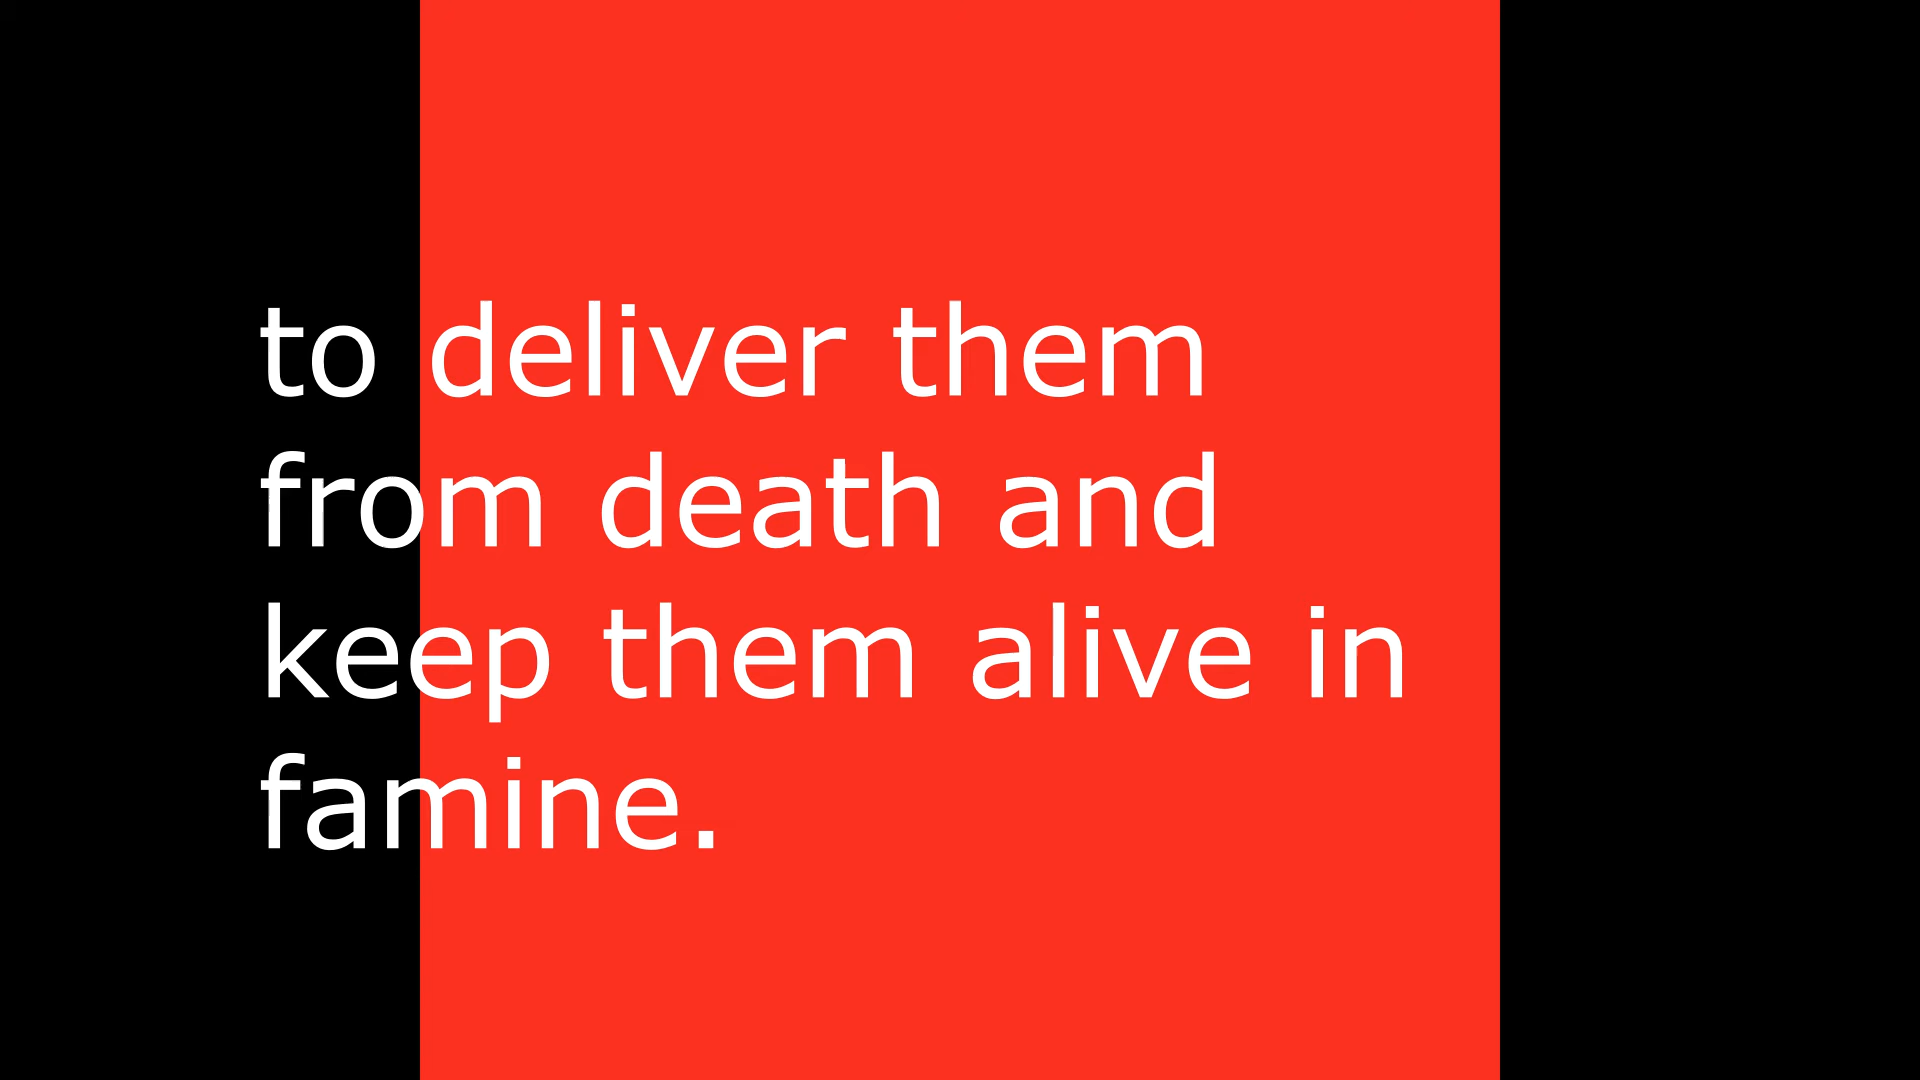 to deliver them
from death and
keep them alive in
famine.